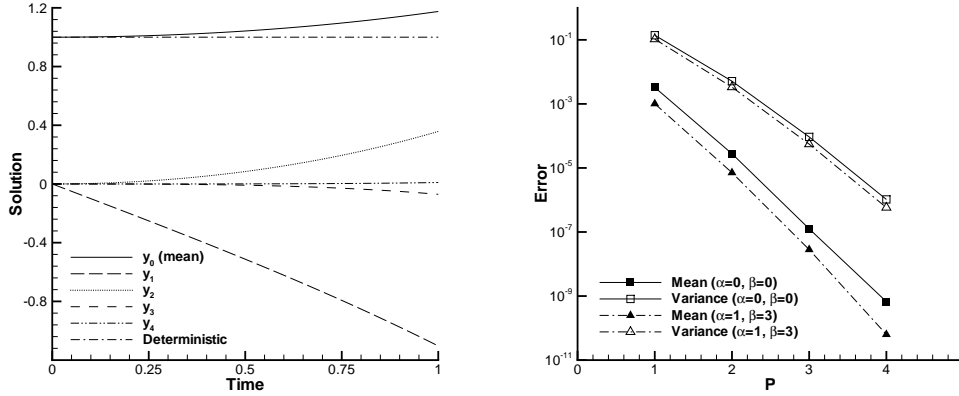 1.2
0.8
0.4
0
-0.4
-0.8
Solution
y0 (mean)
y1
y2
y3
y4
Deterministic
0
0.25
0.5
0.75
1
Time
10-1
10-3
10-5
10-7
10-9
10-11
Error
Mean (α=0, β=0)
Variance (α=0, β=0)
Mean (α=1, β=3)
Variance (α=1, β=3)
0
1
2
3
4
P